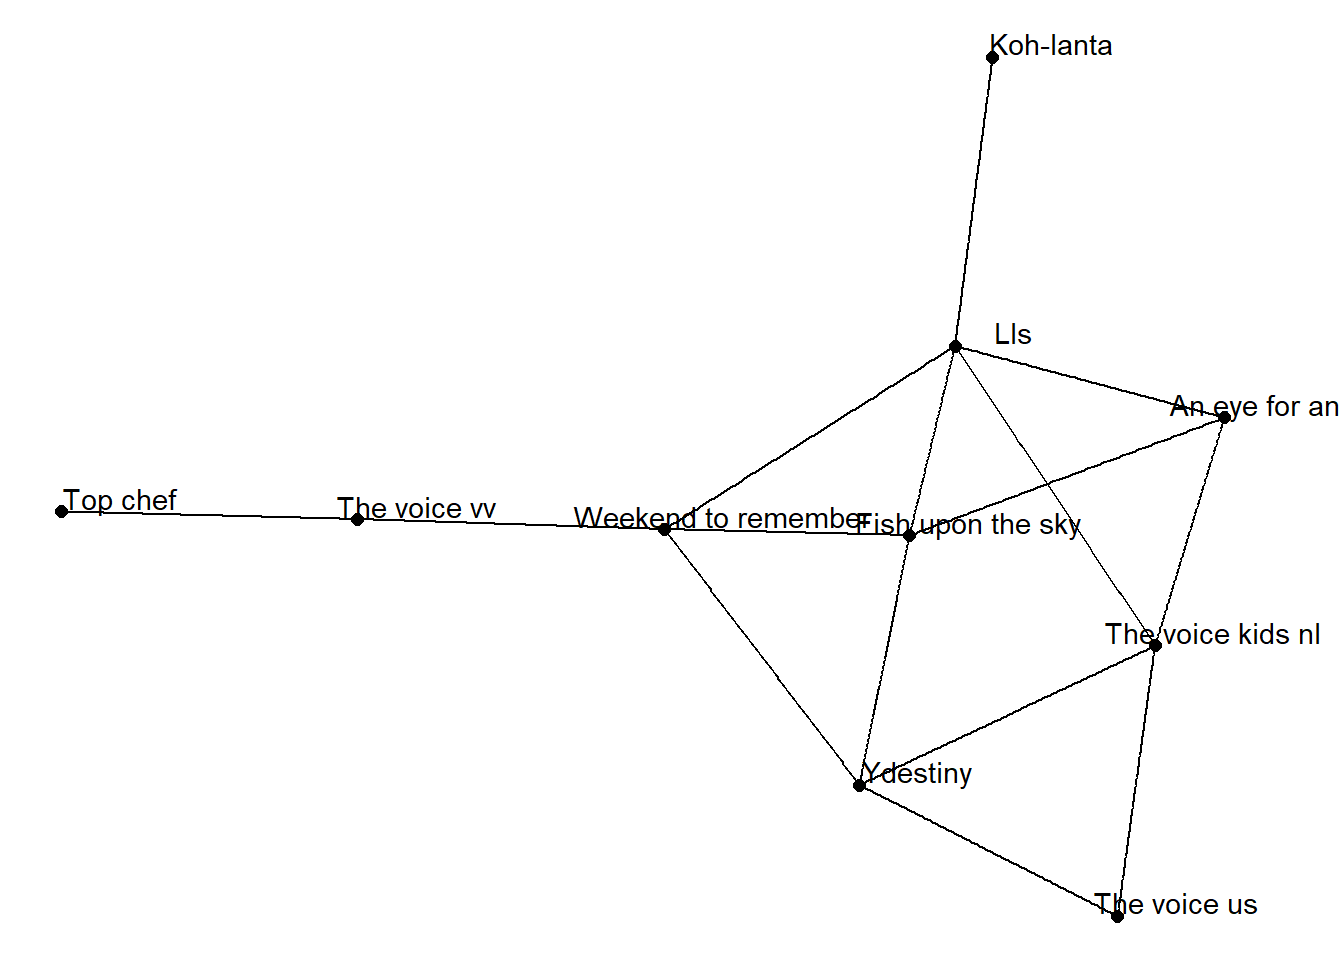 Koh-lanta
Lls
An eye for an
Top chef
The voice vv
Weekend to remember
Fish upon the sky
The voice kids nl
Ydestiny
The voice us